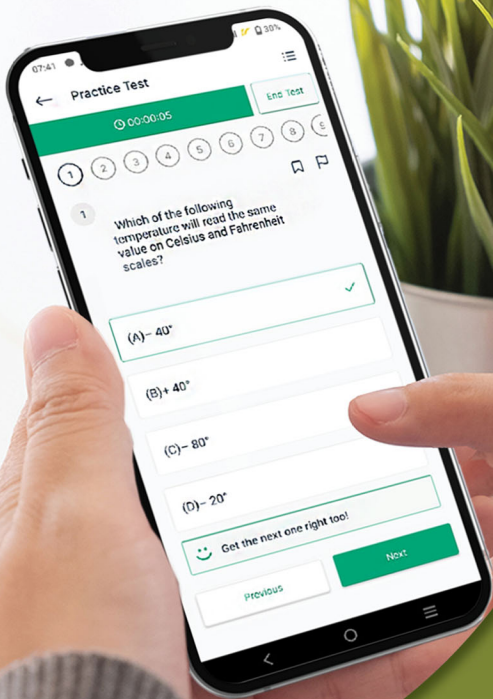 07:41
30%
Practice Test
00:00:05
End Test
1 2 3 4 5 6 7 8 9
1
Which of the following
temperature will read the same
value on Celsius and Fahrenheit
scales?
(A)− 40°
(B)+ 40°
(C)− 80°
(D)− 20°
Get the next one right too!
Previous
Next